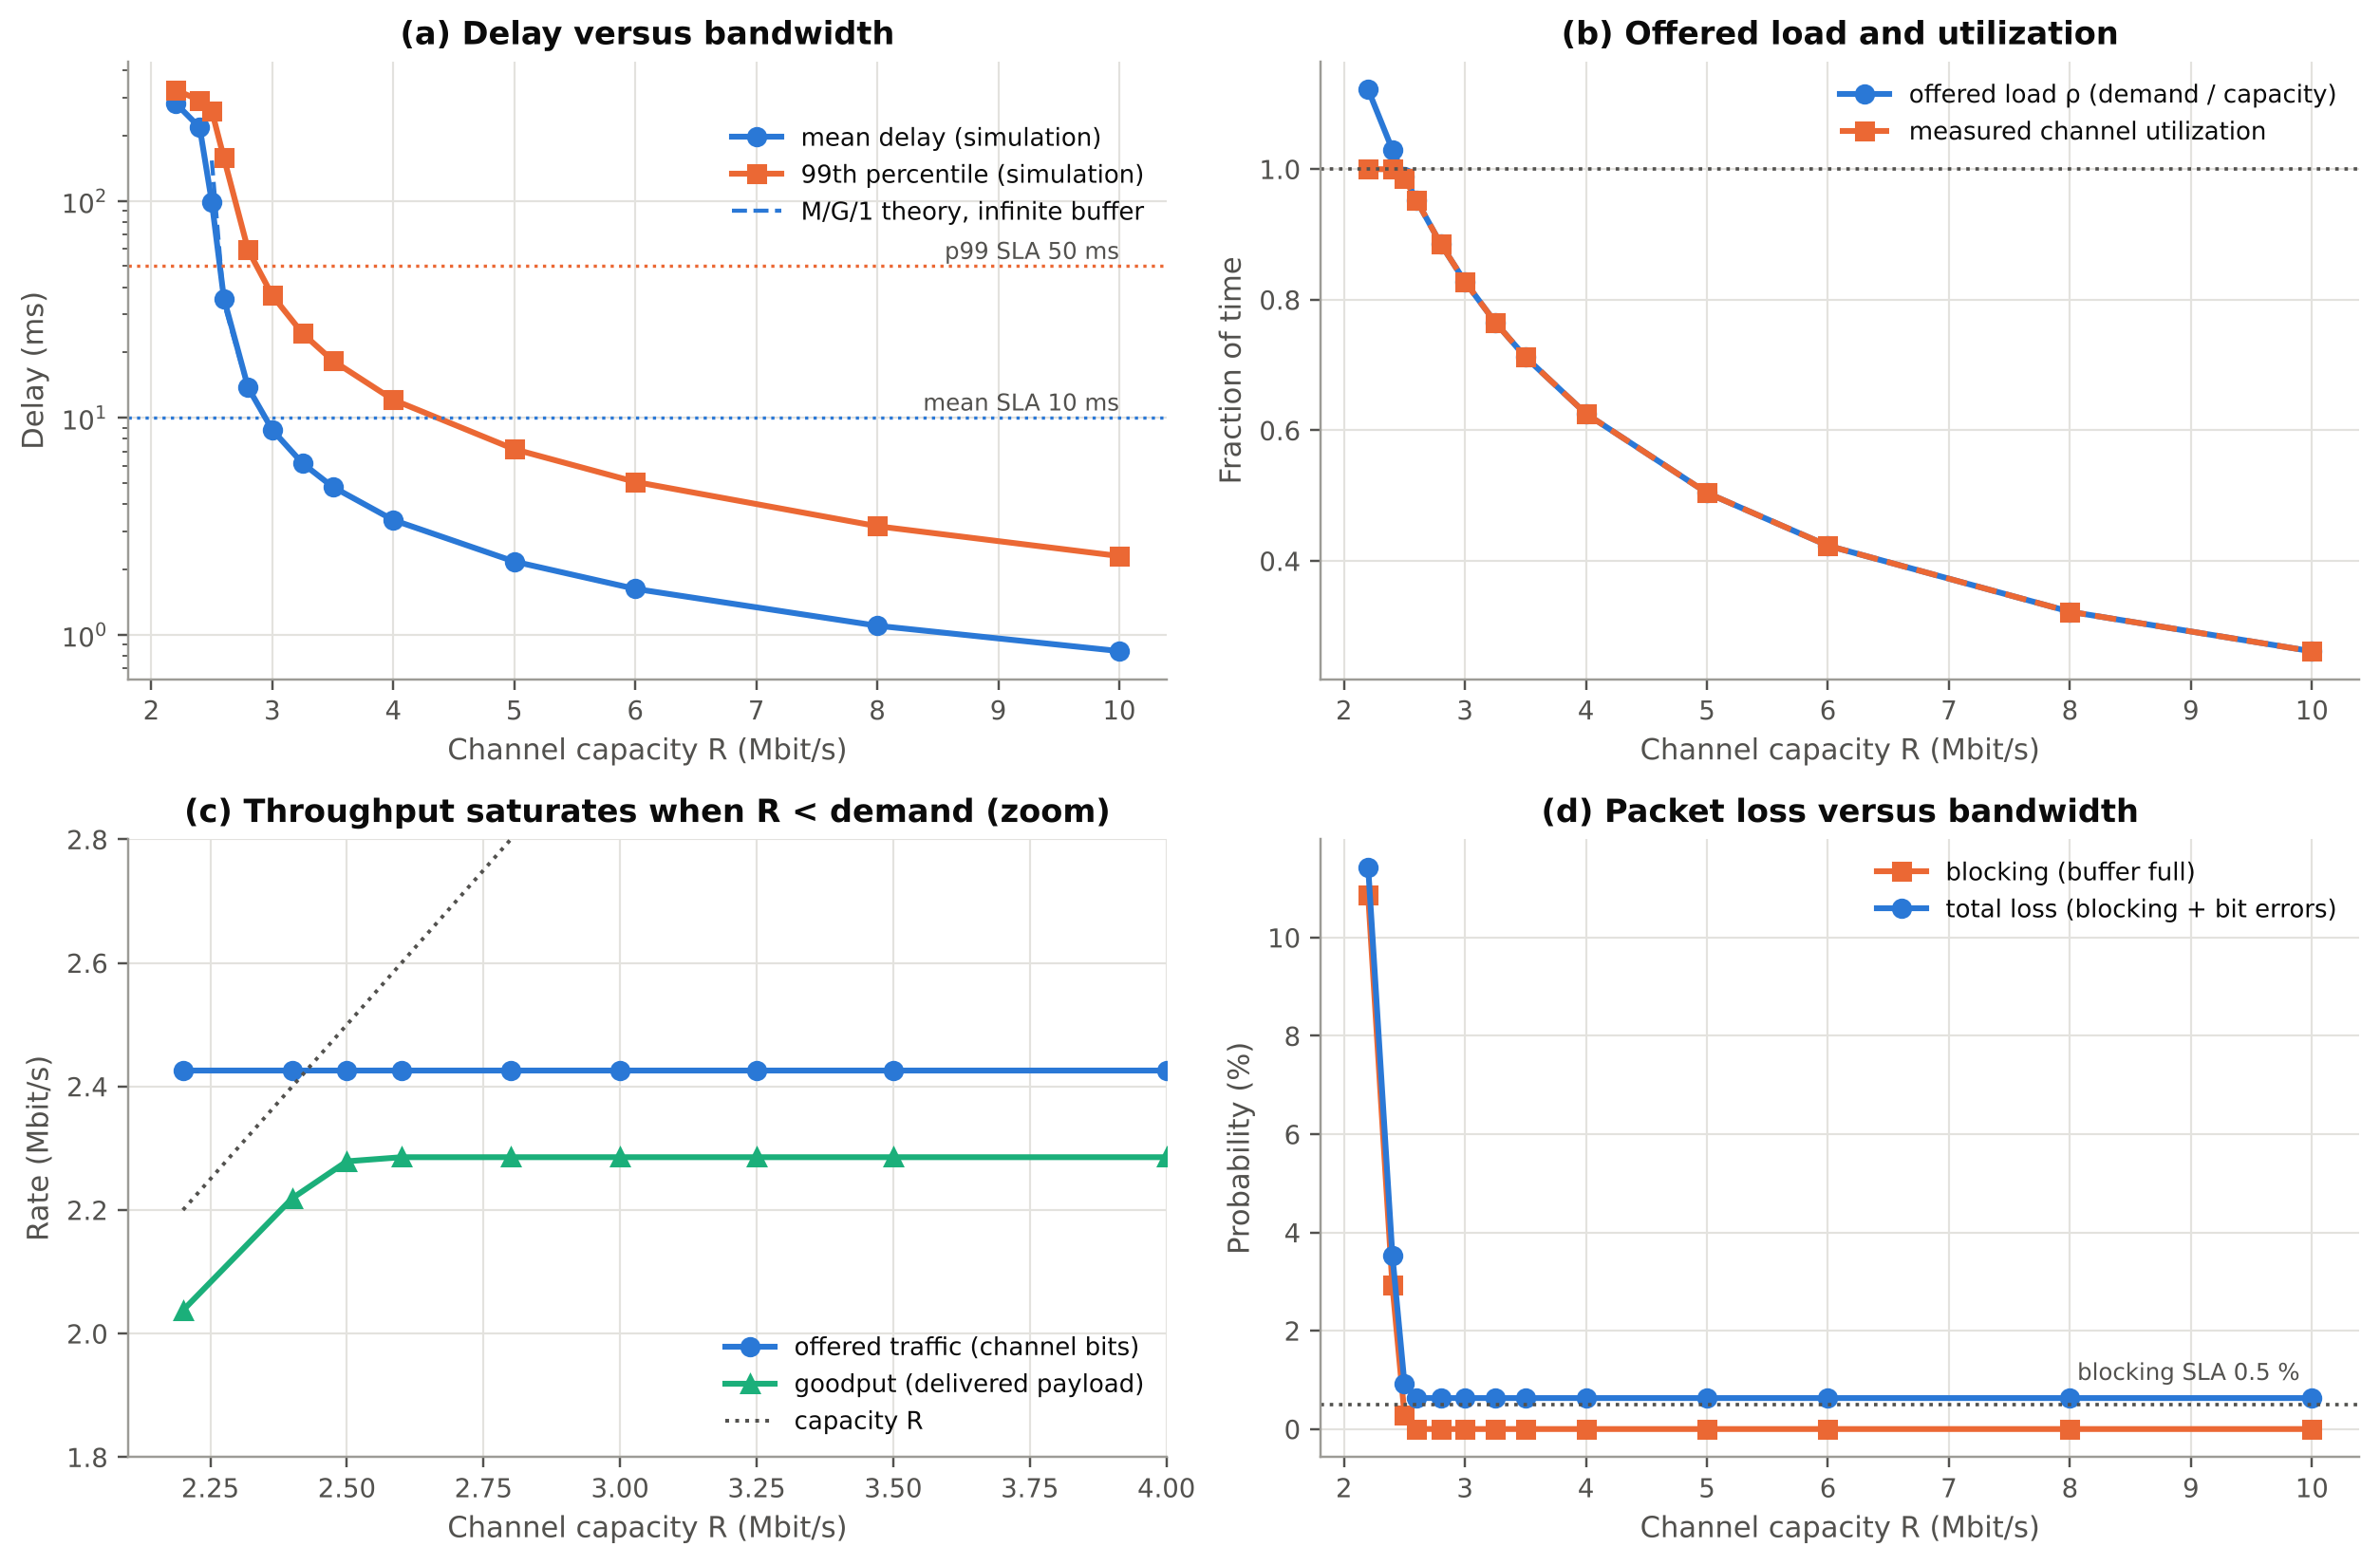 (a) Delay versus bandwidth
Delay (ms)
10²
10¹
10⁰
mean delay (simulation)
99th percentile (simulation)
M/G/1 theory, infinite buffer
p99 SLA 50 ms
mean SLA 10 ms
2 3 4 5 6 7 8 9 10
Channel capacity R (Mbit/s)
(b) Offered load and utilization
Fraction of time
1.0
0.8
0.6
0.4
offered load ρ (demand / capacity)
measured channel utilization
2 3 4 5 6 7 8 9 10
Channel capacity R (Mbit/s)
(c) Throughput saturates when R < demand (zoom)
Rate (Mbit/s)
2.8
2.6
2.4
2.2
2.0
1.8
offered traffic (channel bits)
goodput (delivered payload)
capacity R
2.25 2.50 2.75 3.00 3.25 3.50 3.75 4.00
Channel capacity R (Mbit/s)
(d) Packet loss versus bandwidth
Probability (%)
10
8
6
4
2
0
blocking (buffer full)
total loss (blocking + bit errors)
blocking SLA 0.5 %
2 3 4 5 6 7 8 9 10
Channel capacity R (Mbit/s)